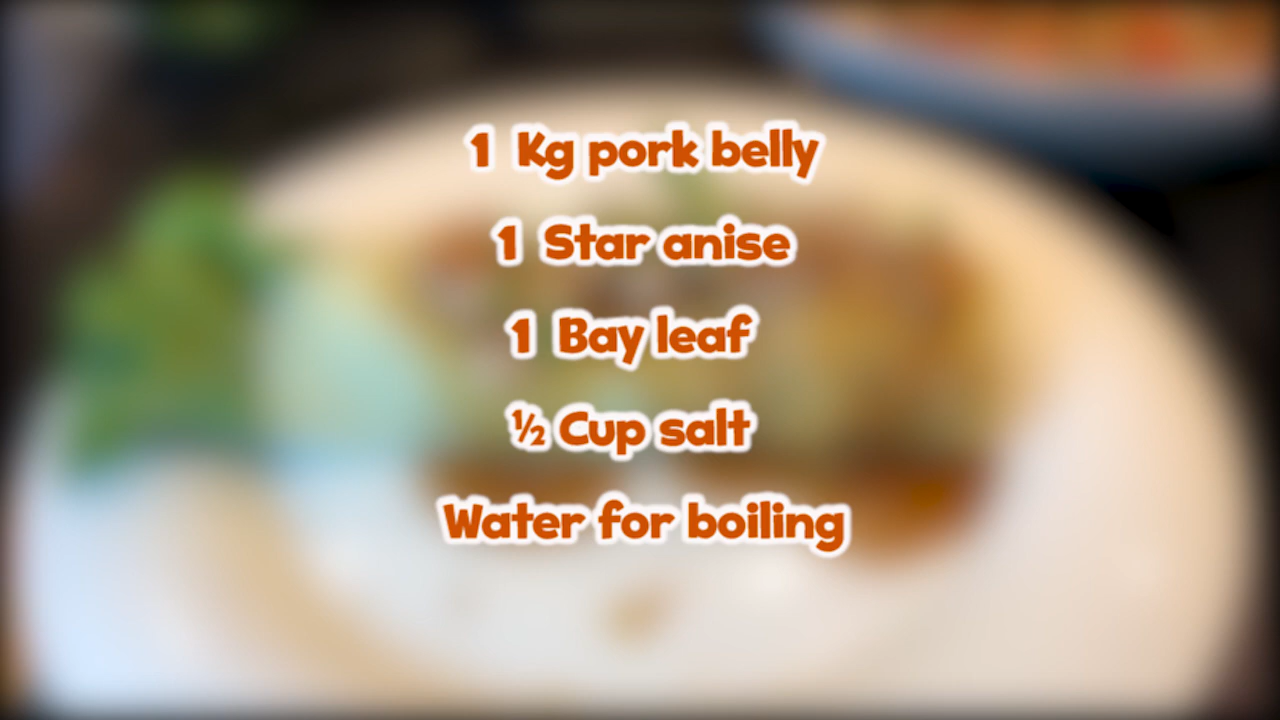 1 Kg pork belly
1 Star anise
1 Bay leaf
½ Cup salt
Water for boiling